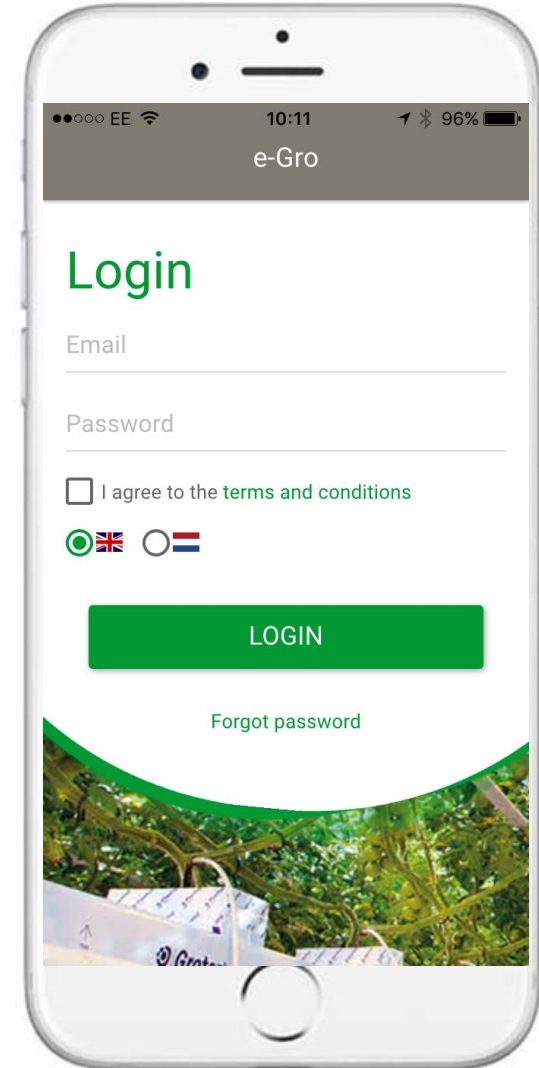 EE 10:11 96%
e-Gro
Login
Email
Password
I agree to the terms and conditions
LOGIN
Forgot password